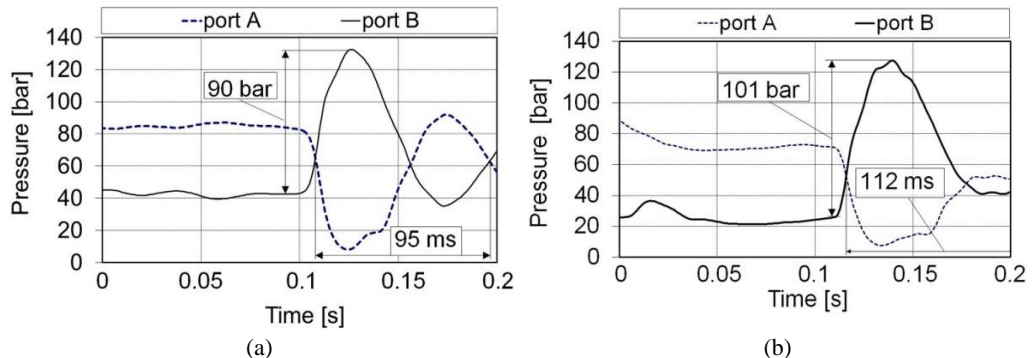 port A port B
140
120
100
80
60
40
20
0
Pressure [bar]
90 bar
95 ms
0 0.05 0.1 0.15 0.2
Time [s]
(a)
port A port B
140
120
100
80
60
40
20
0
Pressure [bar]
101 bar
112 ms
0 0.05 0.1 0.15 0.2
Time [s]
(b)